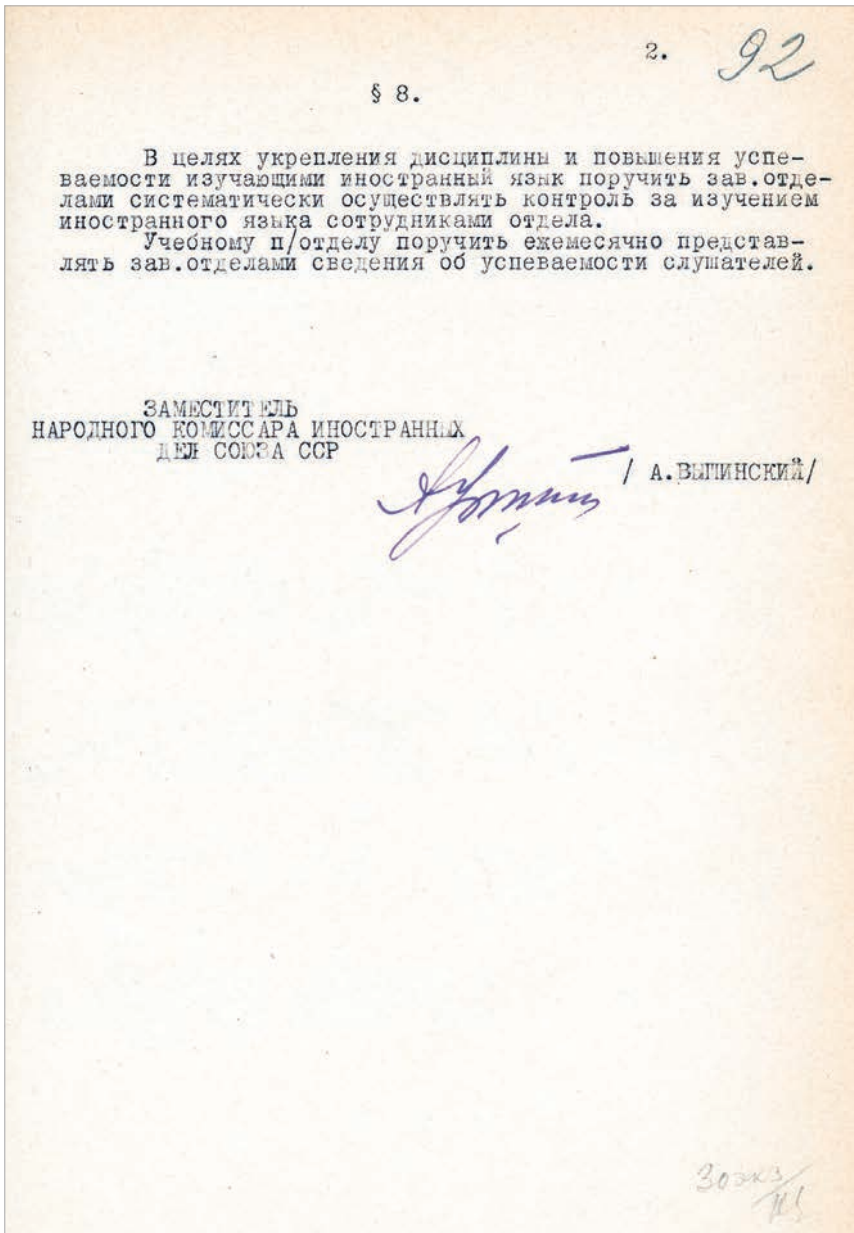 2. 92
§ 8.
В целях укрепления дисциплины и повышения успе-
ваемости изучающими иностранный язык поручить зав.отде-
лами систематически осуществлять контроль за изучением
иностранного языка сотрудниками отдела.
Учебному п/отделу поручить ежемесячно представ-
лять зав.отделами сведения об успеваемости слушателей.
ЗАМЕСТИТЕЛЬ
НАРОДНОГО КОМИССАРА ИНОСТРАННЫХ
ДЕЛ СОЮЗА ССР
/ А.ВЫШИНСКИЙ/
30экз